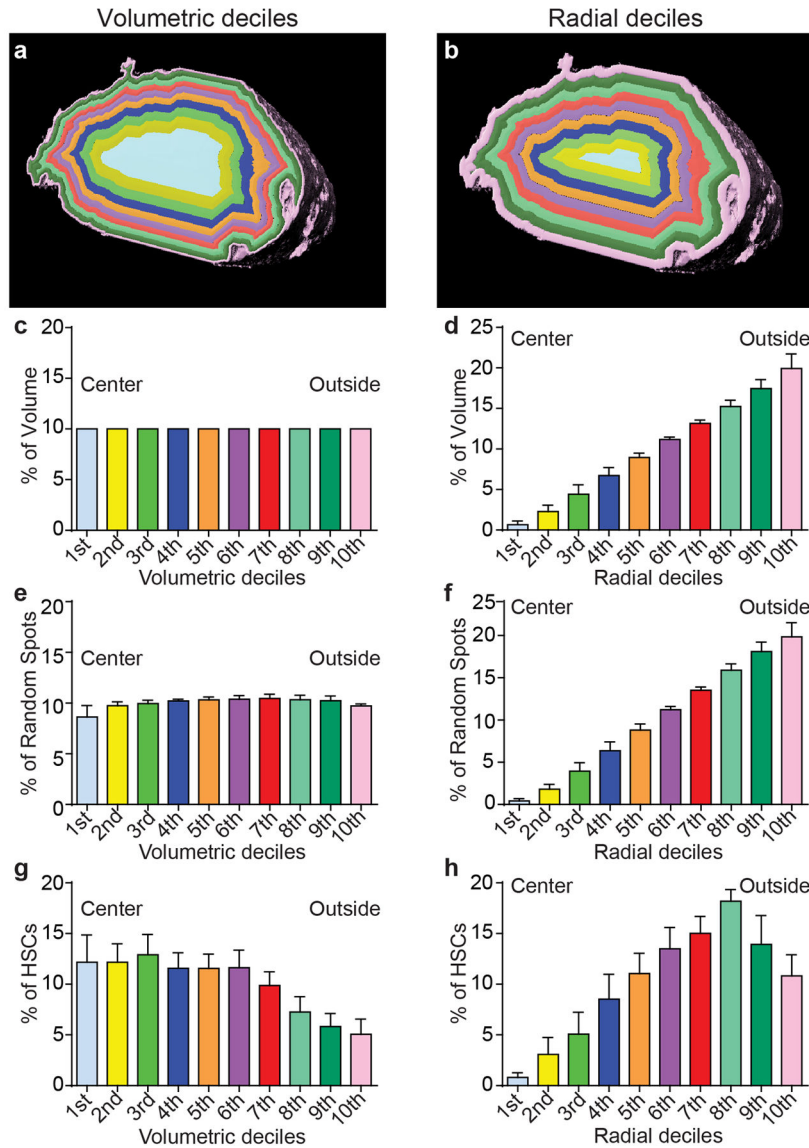 Volumetric deciles
Radial deciles
a
b
c
20
15
10
5
0
% of Volume
Center
Outside
1st
2nd
3rd
4th
5th
6th
7th
8th
9th
10th
Volumetric deciles
d
25
20
15
10
5
0
% of Volume
Center
Outside
1st
2nd
3rd
4th
5th
6th
7th
8th
9th
10th
Radial deciles
e
20
15
10
5
0
% of Random Spots
Center
Outside
1st
2nd
3rd
4th
5th
6th
7th
8th
9th
10th
Volumetric deciles
f
25
20
15
10
5
0
% of Random Spots
Center
Outside
1st
2nd
3rd
4th
5th
6th
7th
8th
9th
10th
Radial deciles
g
20
15
10
5
0
% of HSCs
Center
Outside
1st
2nd
3rd
4th
5th
6th
7th
8th
9th
10th
Volumetric deciles
h
20
15
10
5
0
% of HSCs
Center
Outside
1st
2nd
3rd
4th
5th
6th
7th
8th
9th
10th
Radial deciles